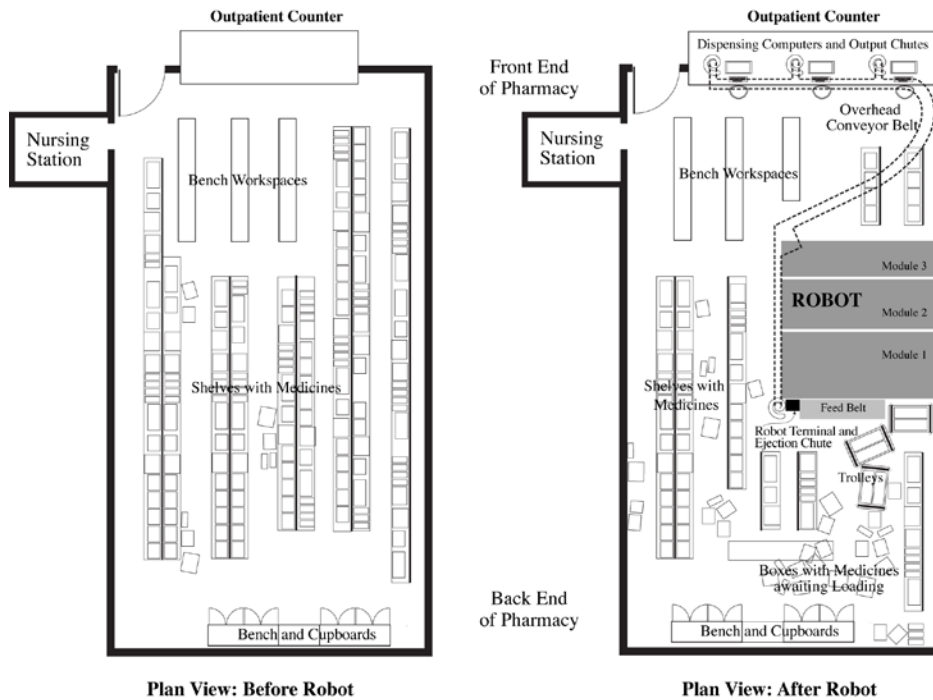 Outpatient Counter
Nursing
Station
Bench Workspaces
Shelves with Medicines
Bench and Cupboards
Plan View: Before Robot
Front End
of Pharmacy
Back End
of Pharmacy
Outpatient Counter
Dispensing Computers and Output Chutes
Overhead
Conveyor Belt
Nursing
Station
Bench Workspaces
Module 3
ROBOT
Module 2
Module 1
Shelves with
Medicines
Feed Belt
Robot Terminal and
Ejection Chute
Trolleys
Boxes with Medicines
awaiting Loading
Bench and Cupboards
Plan View: After Robot